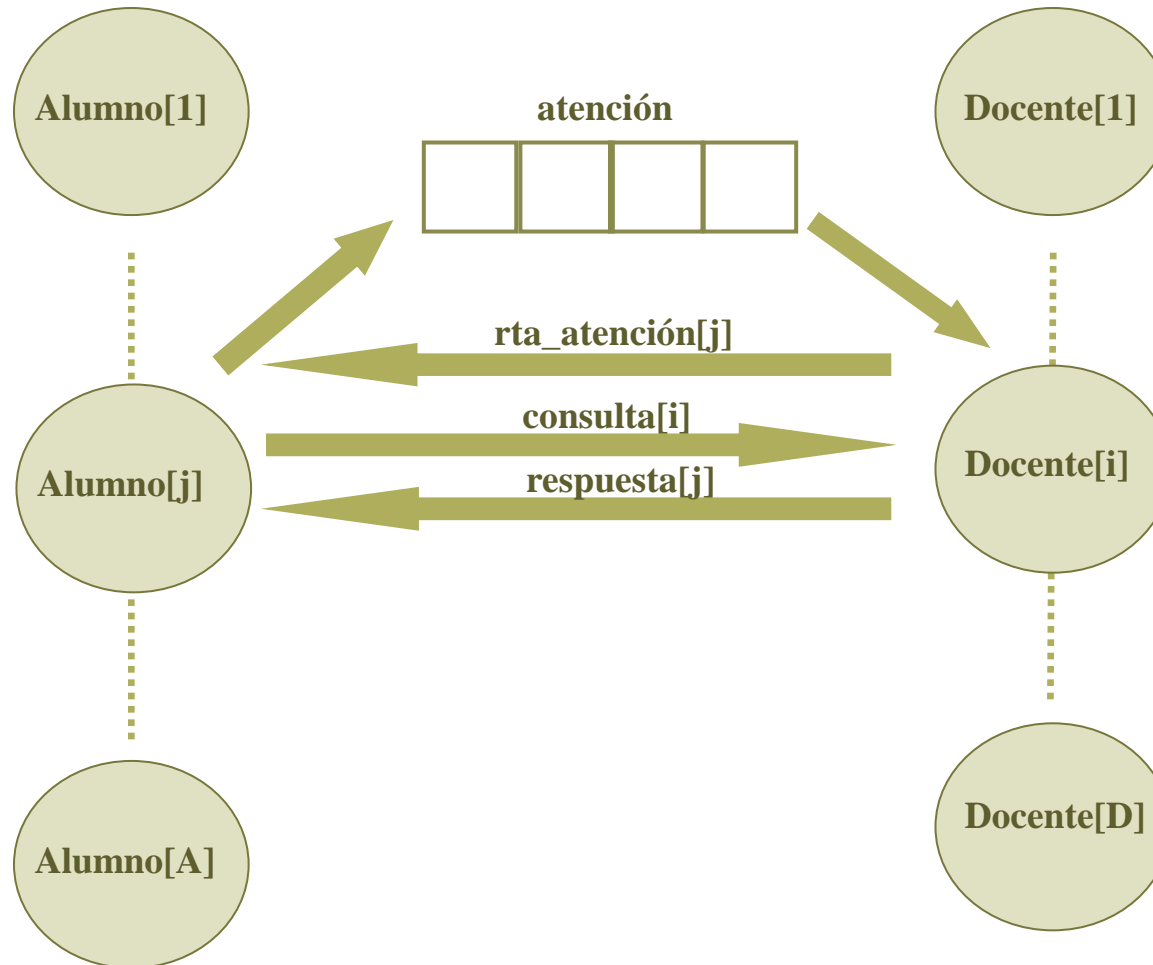 Alumno[1]
atención
Docente[1]
rta_atención[j]
consulta[i]
Alumno[j]
respuesta[j]
Docente[i]
Alumno[A]
Docente[D]